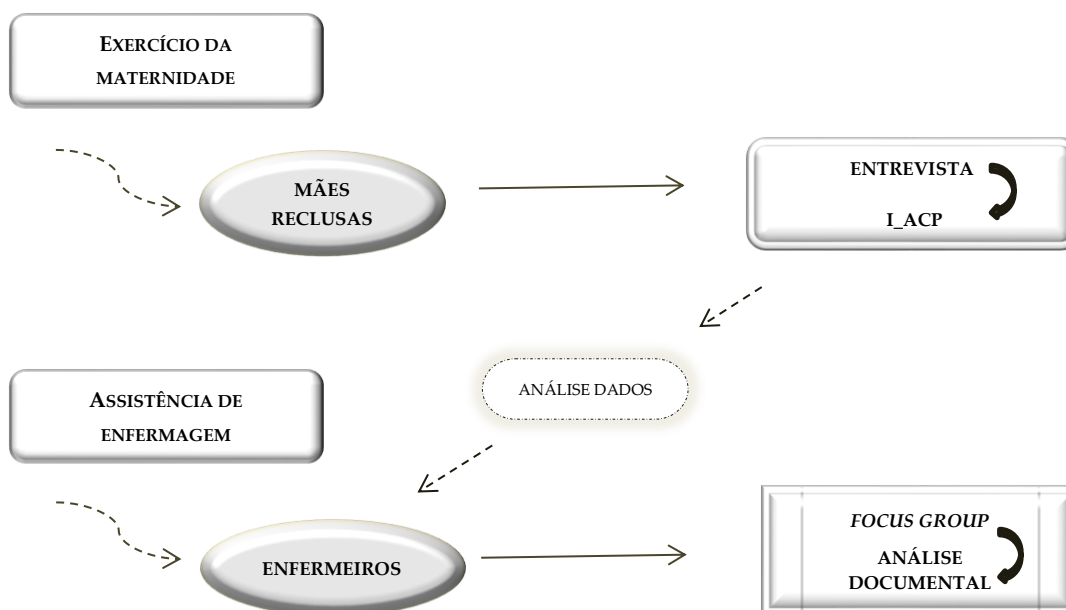 EXERCÍCIO DA
MATERNIDADE
MÃES
RECLUSAS
ENTREVISTA
I_ACP
ANÁLISE DADOS
ASSISTÊNCIA DE
ENFERMAGEM
ENFERMEIROS
FOCUS GROUP
ANÁLISE
DOCUMENTAL